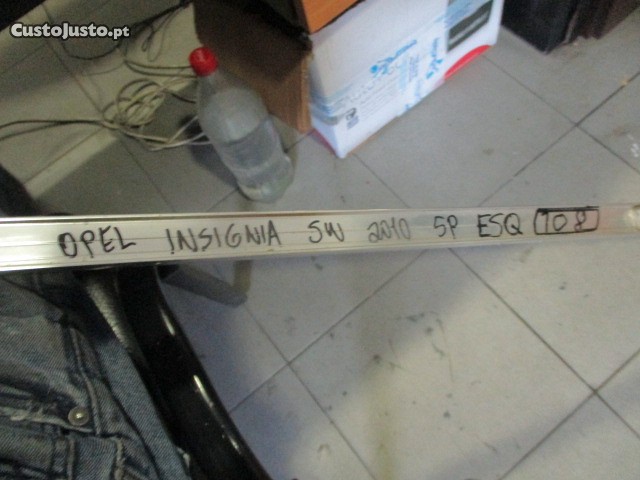 CustoJusto.pt
OPEL INSIGNIA SW 2010 5P ESQ 108